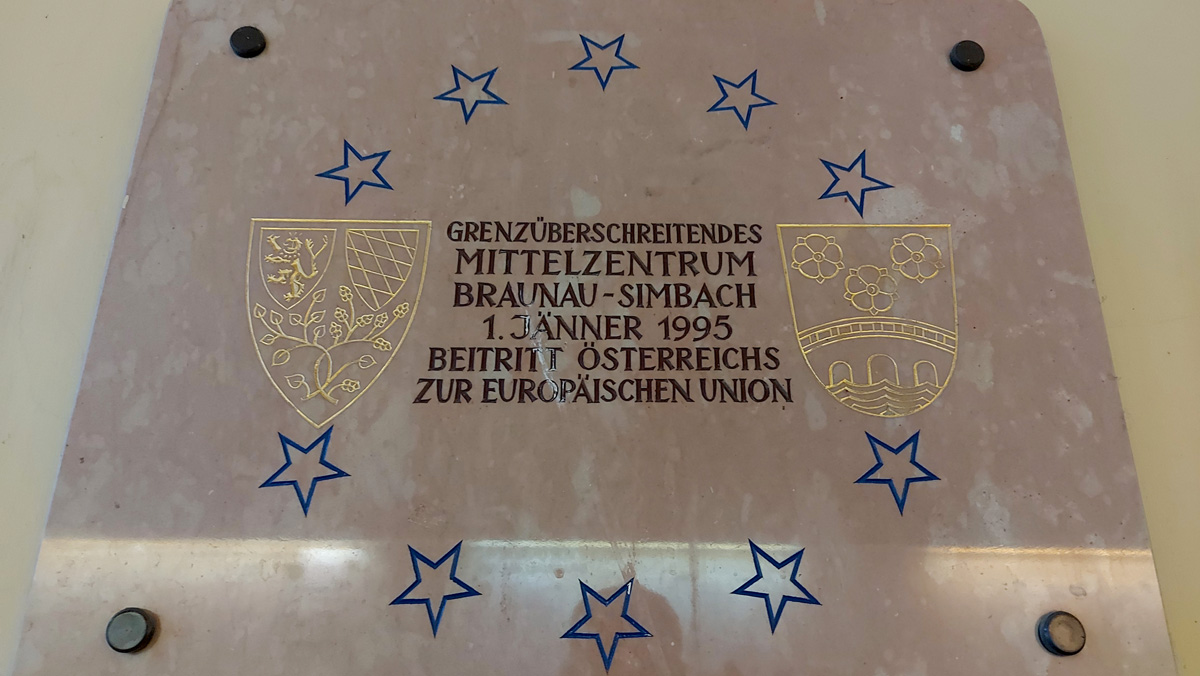 GRENZÜBERSCHREITENDES
MITTELZENTRUM
BRAUNAU-SIMBACH
1. JÄNNER 1995
BEITRITT ÖSTERREICHS
ZUR EUROPÄISCHEN UNION